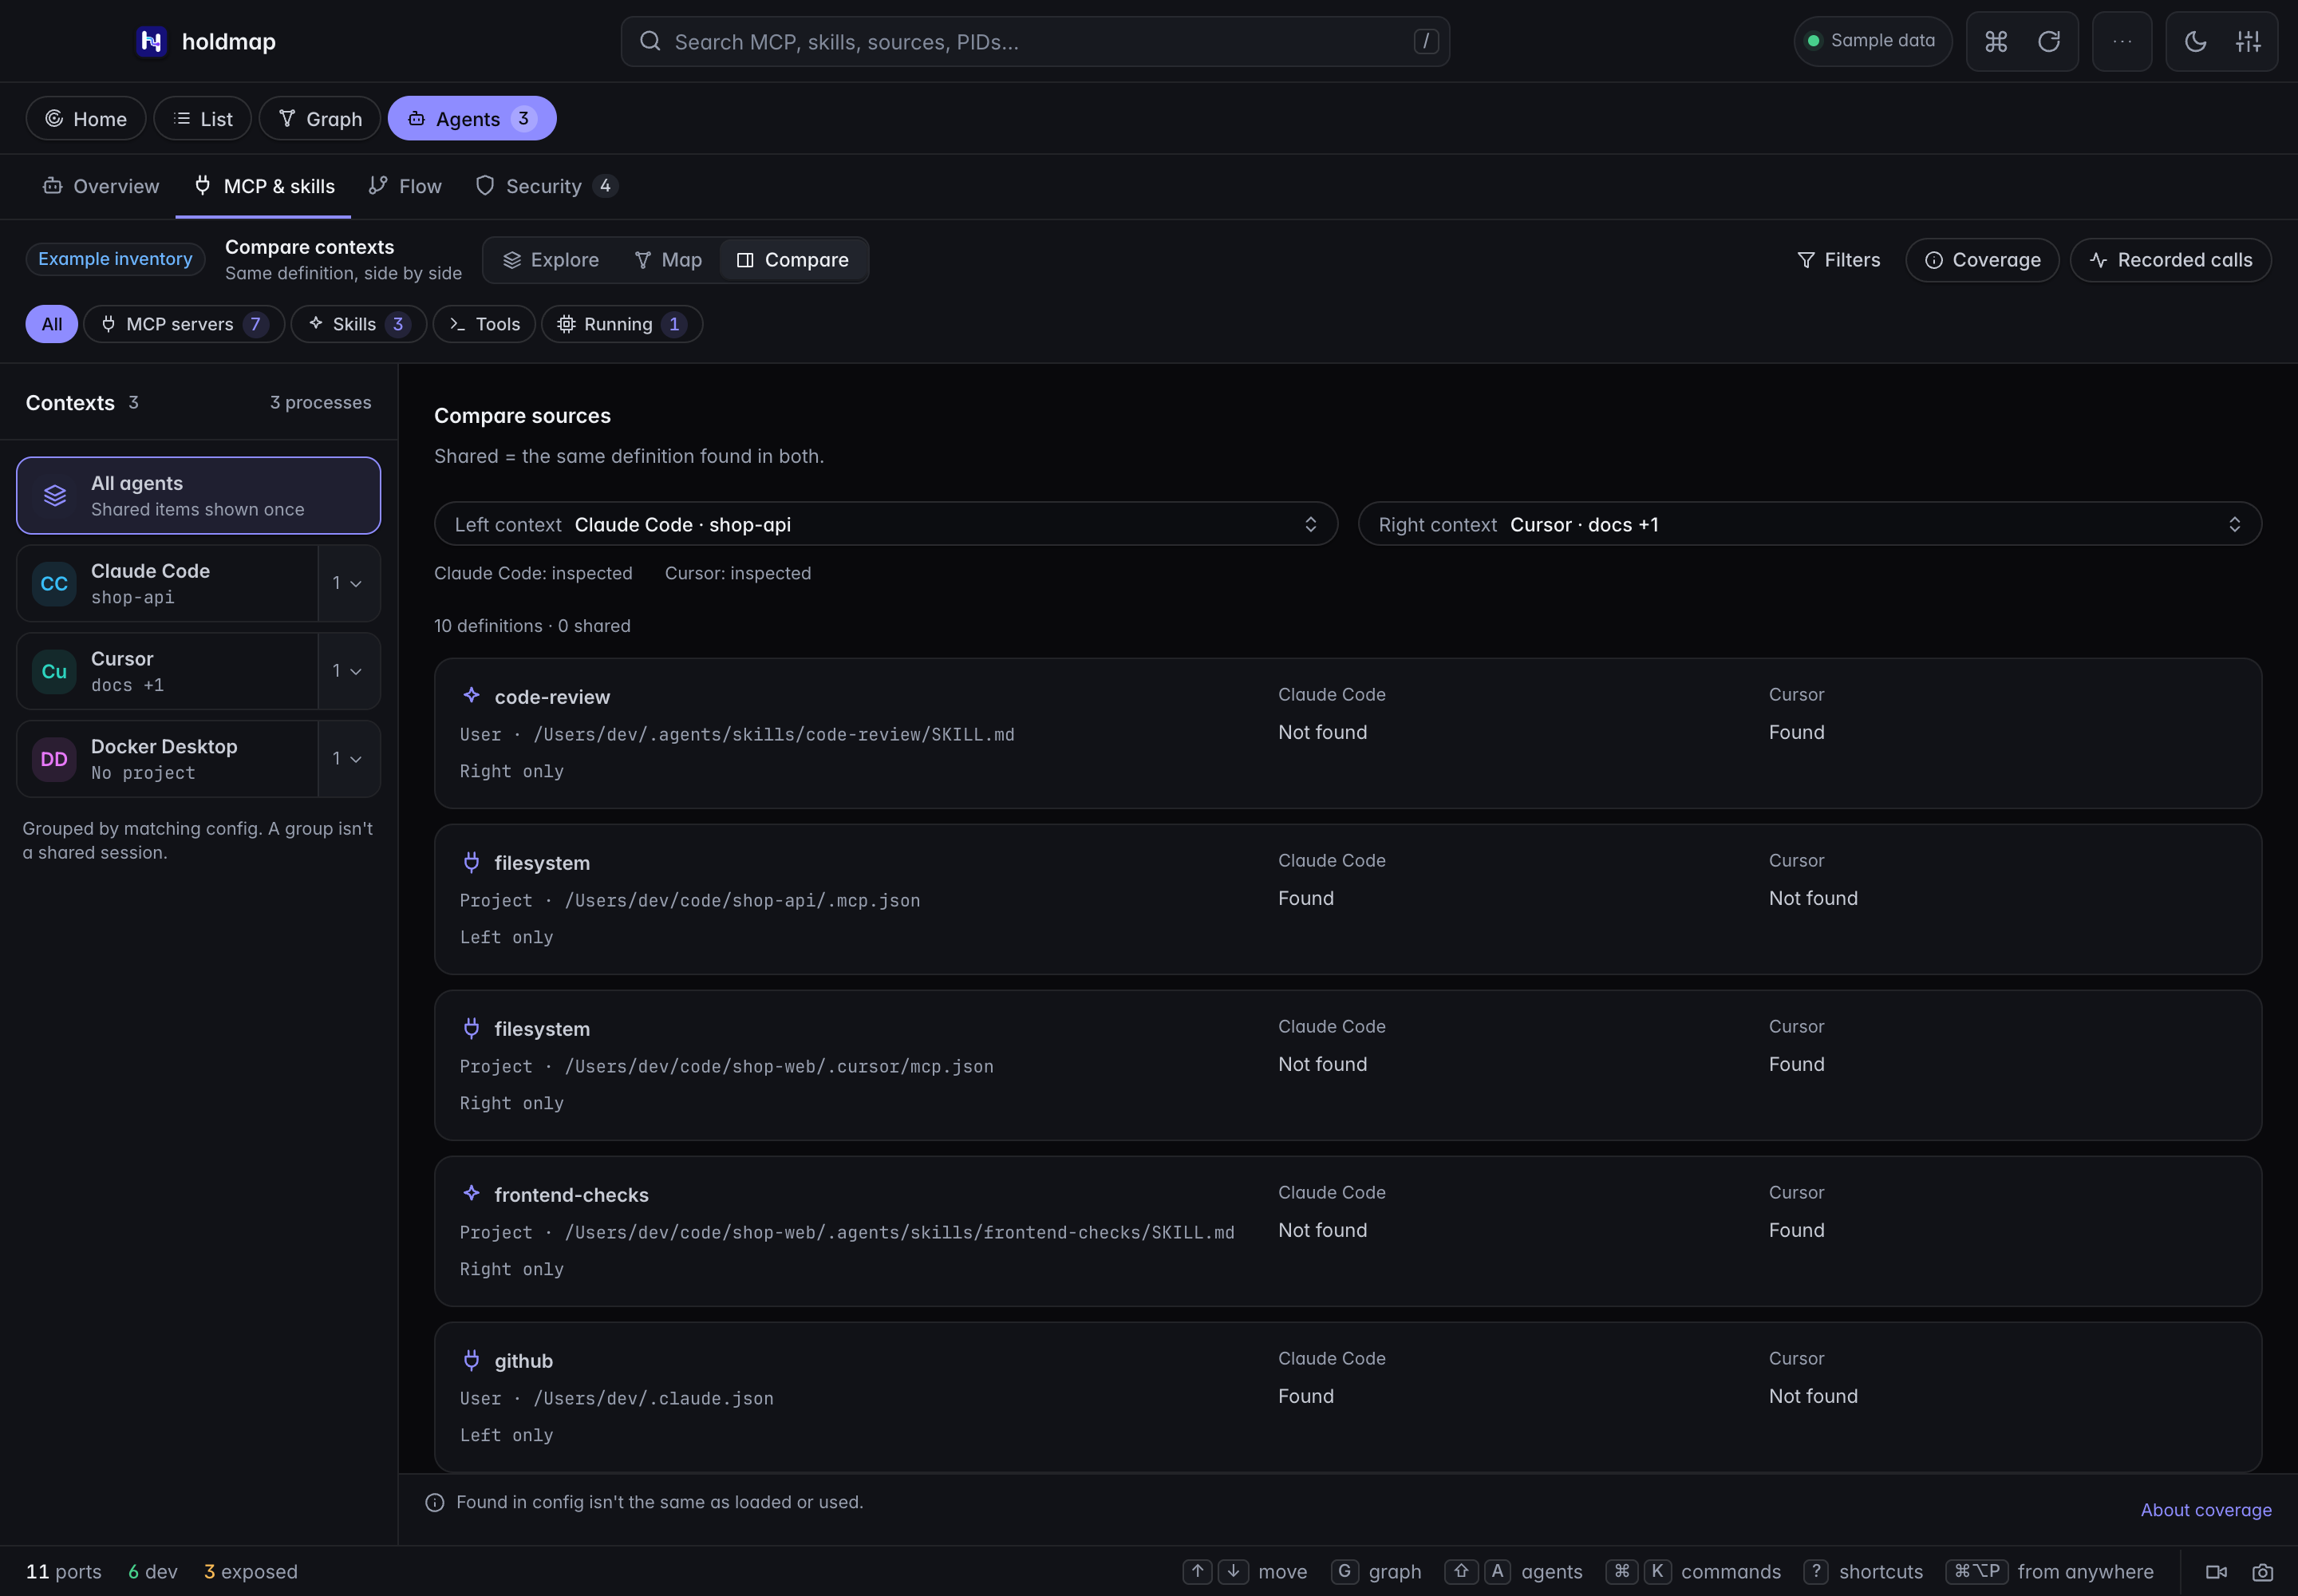 holdmap
Search MCP, skills, sources, PIDs...
/
Sample data
...
Home
List
Graph
Agents 3
Overview
MCP & skills
Flow
Security 4
Example inventory
Compare contexts
Same definition, side by side
Explore
Map
Compare
Filters
Coverage
Recorded calls
All
MCP servers 7
Skills 3
Tools
Running 1
Contexts 3
3 processes
All agents
Shared items shown once
CC
Claude Code
shop-api
1
Cu
Cursor
docs +1
1
DD
Docker Desktop
No project
1
Grouped by matching config. A group isn't
a shared session.
Compare sources
Shared = the same definition found in both.
Left context Claude Code · shop-api
Right context Cursor · docs +1
Claude Code: inspected
Cursor: inspected
10 definitions · 0 shared
code-review
User · /Users/dev/.agents/skills/code-review/SKILL.md
Right only
Claude Code
Not found
Cursor
Found
filesystem
Project · /Users/dev/code/shop-api/.mcp.json
Left only
Claude Code
Found
Cursor
Not found
filesystem
Project · /Users/dev/code/shop-web/.cursor/mcp.json
Right only
Claude Code
Not found
Cursor
Found
frontend-checks
Project · /Users/dev/code/shop-web/.agents/skills/frontend-checks/SKILL.md
Right only
Claude Code
Not found
Cursor
Found
github
User · /Users/dev/.claude.json
Left only
Claude Code
Found
Cursor
Not found
Found in config isn't the same as loaded or used.
About coverage
11 ports
6 dev
3 exposed
↑ ↓ move
G graph
⇧ A agents
⌘ K commands
? shortcuts
⌘⌥P from anywhere